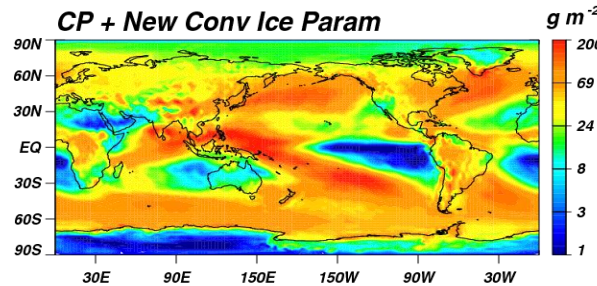 CP + New Conv Ice Param
g m-2
90N
60N
30N
EQ
30S
60S
90S
30E
90E
150E
150W
90W
30W
200
69
24
8
3
1